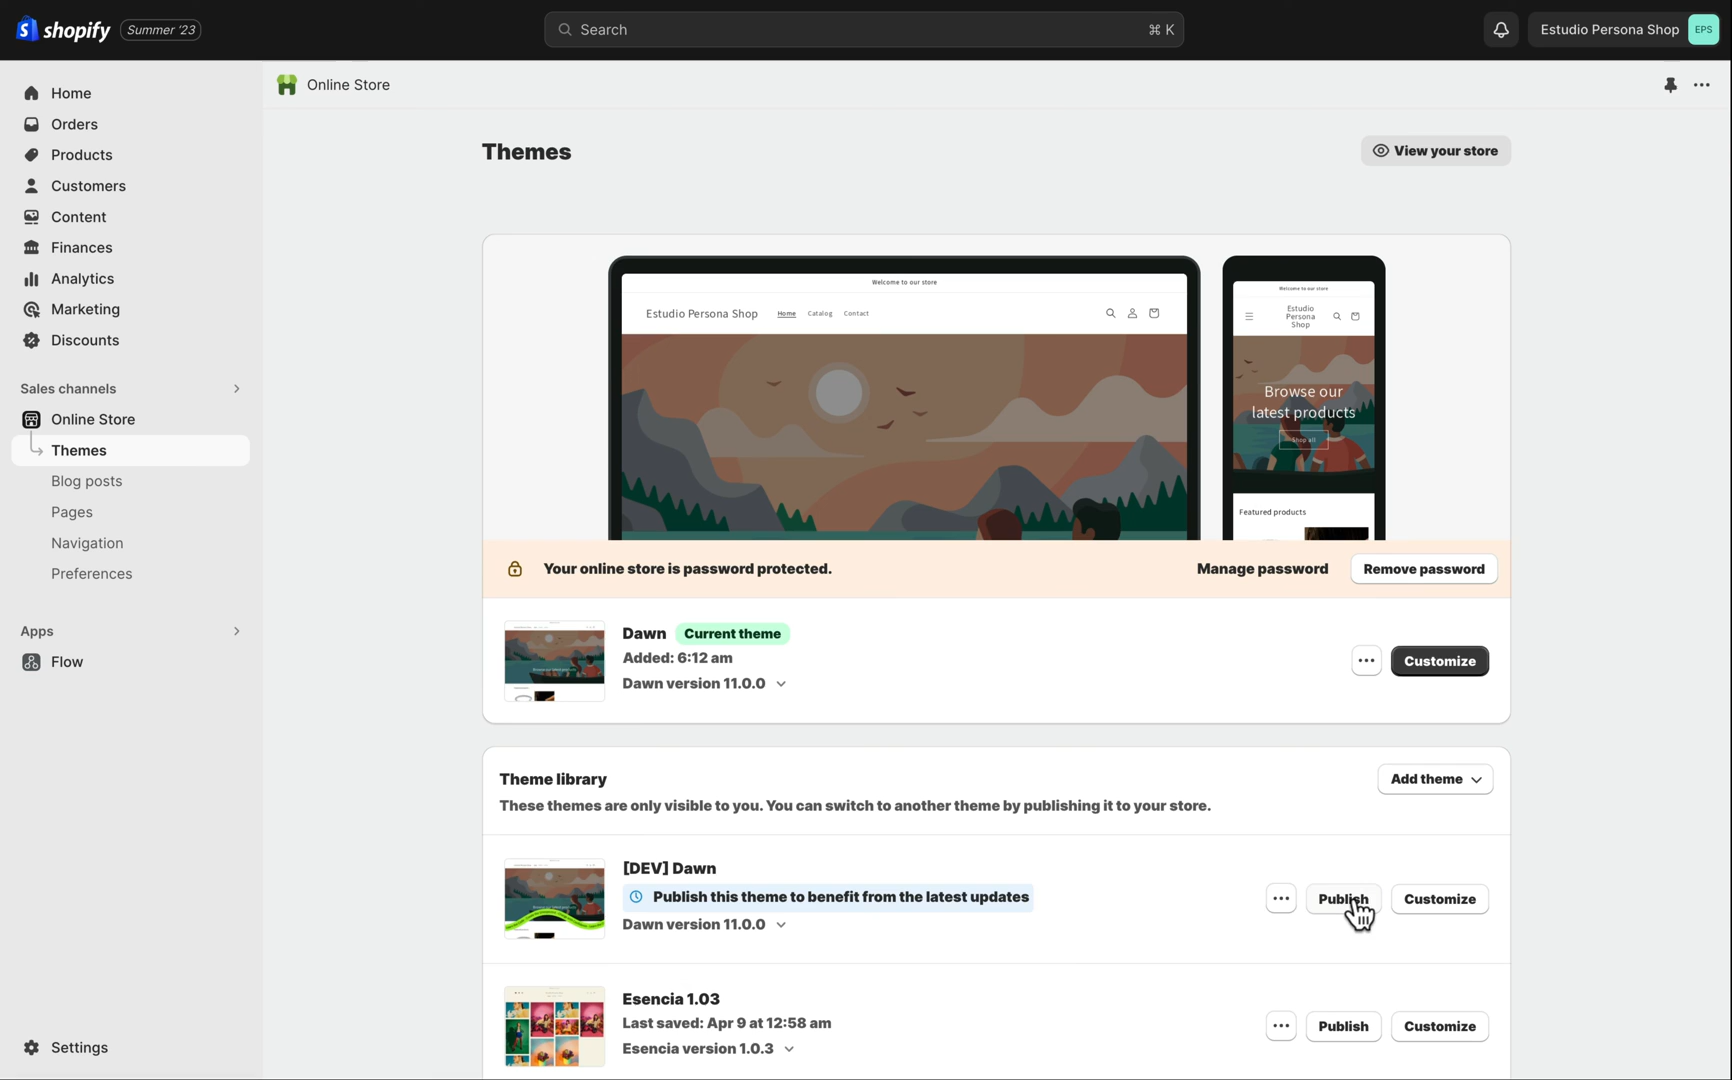 shopify Summer '23
Search
⌘ K
Estudio Persona Shop EPS
Home
Orders
Products
Customers
Content
Finances
Analytics
Marketing
Discounts
Sales channels
Online Store
Themes
Blog posts
Pages
Navigation
Preferences
Apps
Flow
Settings
Online Store
Themes
View your store
Welcome to our store
Estudio Persona Shop Home Catalog Contact
Welcome to our store
Estudio
Persona
Shop
Browse our
latest products
Shop all
Featured products
Your online store is password protected.
Manage password
Remove password
Dawn Current theme
Added: 6:12 am
Dawn version 11.0.0
Customize
Theme library
Add theme
These themes are only visible to you. You can switch to another theme by publishing it to your store.
[DEV] Dawn
Publish this theme to benefit from the latest updates
Dawn version 11.0.0
Publish
Customize
Esencia 1.03
Last saved: Apr 9 at 12:58 am
Esencia version 1.0.3
Publish
Customize